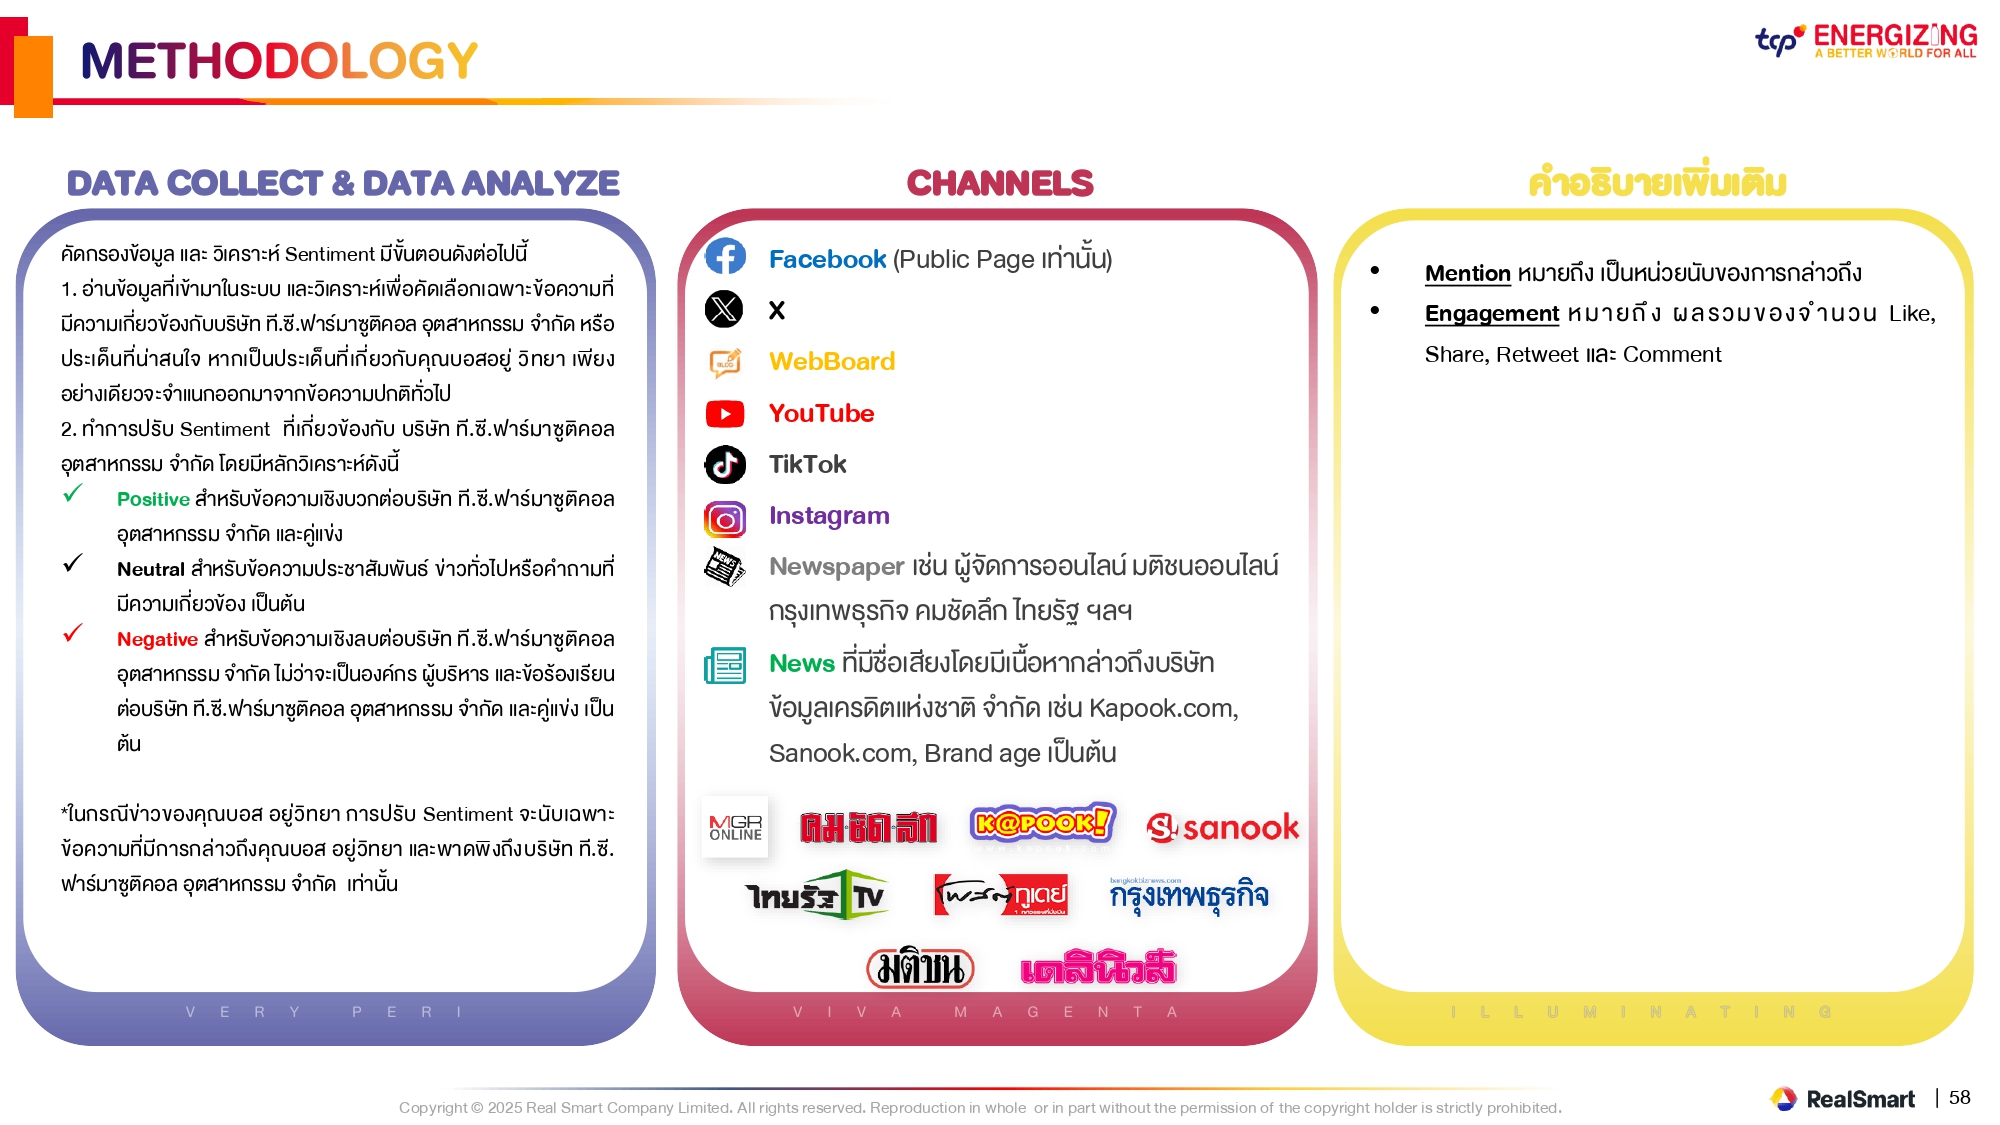 METHODOLOGY
tcp ENERGIZING
A BETTER WORLD FOR ALL
DATA COLLECT & DATA ANALYZE
คัดกรองข้อมูล และ วิเคราะห์ Sentiment มีขั้นตอนดังต่อไปนี้
1. อ่านข้อมูลที่เข้ามาในระบบ และวิเคราะห์เพื่อคัดเลือกเฉพาะข้อความที่
มีความเกี่ยวข้องกับบริษัท ที.ซี.ฟาร์มาซูติคอล อุตสาหกรรม จำกัด หรือ
ประเด็นที่น่าสนใจ หากเป็นประเด็นที่เกี่ยวกับคุณบอสอยู่ วิทยา เพียง
อย่างเดียวจะจำแนกออกมาจากข้อความปกติทั่วไป
2. ทำการปรับ Sentiment ที่เกี่ยวข้องกับ บริษัท ที.ซี.ฟาร์มาซูติคอล
อุตสาหกรรม จำกัด โดยมีหลักวิเคราะห์ดังนี้
✓ Positive สำหรับข้อความเชิงบวกต่อบริษัท ที.ซี.ฟาร์มาซูติคอล
อุตสาหกรรม จำกัด และคู่แข่ง
✓ Neutral สำหรับข้อความประชาสัมพันธ์ ข่าวทั่วไปหรือคำถามที่
มีความเกี่ยวข้อง เป็นต้น
✓ Negative สำหรับข้อความเชิงลบต่อบริษัท ที.ซี.ฟาร์มาซูติคอล
อุตสาหกรรม จำกัด ไม่ว่าจะเป็นองค์กร ผู้บริหาร และข้อร้องเรียน
ต่อบริษัท ที.ซี.ฟาร์มาซูติคอล อุตสาหกรรม จำกัด และคู่แข่ง เป็น
ต้น
*ในกรณีข่าวของคุณบอส อยู่วิทยา การปรับ Sentiment จะนับเฉพาะ
ข้อความที่มีการกล่าวถึงคุณบอส อยู่วิทยา และพาดพิงถึงบริษัท ที.ซี.
ฟาร์มาซูติคอล อุตสาหกรรม จำกัด เท่านั้น
VERY PERI
CHANNELS
Facebook (Public Page เท่านั้น)
X
BLOG
WebBoard
YouTube
TikTok
Instagram
NEWS
Newspaper เช่น ผู้จัดการออนไลน์ มติชนออนไลน์
กรุงเทพธุรกิจ คมชัดลึก ไทยรัฐ ฯลฯ
News ที่มีชื่อเสียงโดยมีเนื้อหากล่าวถึงบริษัท
ข้อมูลเครดิตแห่งชาติ จำกัด เช่น Kapook.com,
Sanook.com, Brand age เป็นต้น
MGR
ONLINE
คม-ชัด-ลึก
K@POOK!
S! sanook
ไทยรัฐ TV
โพสต์ ทูเดย์
bangkokbiznews.com
กรุงเทพธุรกิจ
มติชน
เดลินิวส์
VIVA MAGENTA
คำอธิบายเพิ่มเติม
• Mention หมายถึง เป็นหน่วยนับของการกล่าวถึง
• Engagement หมายถึง ผลรวมของจำนวน Like,
Share, Retweet และ Comment
ILLUMINATING
Copyright © 2025 Real Smart Company Limited. All rights reserved. Reproduction in whole or in part without the permission of the copyright holder is strictly prohibited.
RealSmart | 58